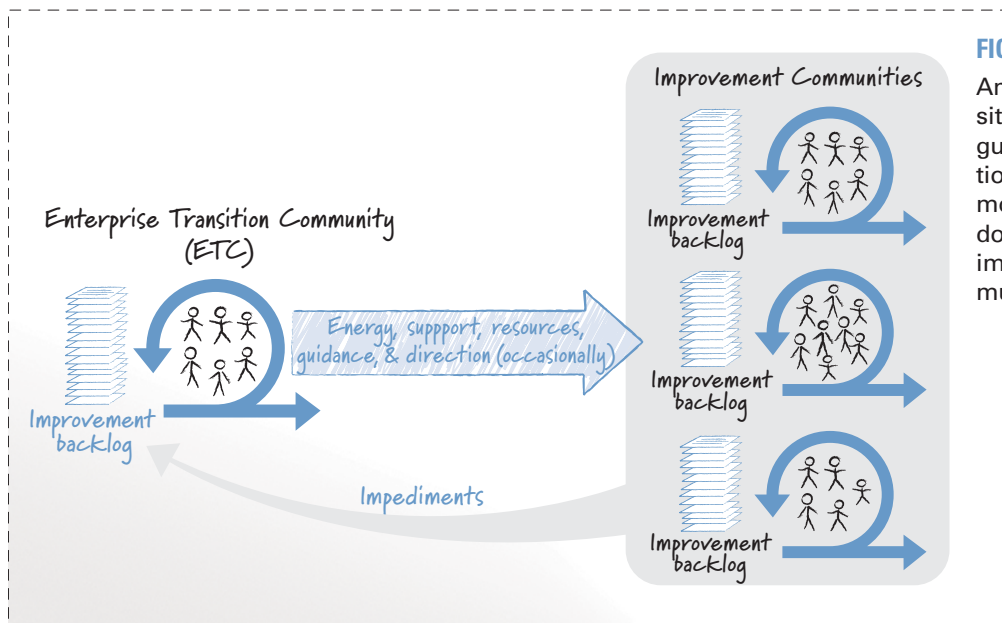 Enterprise Transition Community
(ETC)
Improvement
backlog
Energy, suppport, resources,
guidance, & direction (occasionally)
Impediments
Improvement Communities
Improvement
backlog
Improvement
backlog
Improvement
backlog